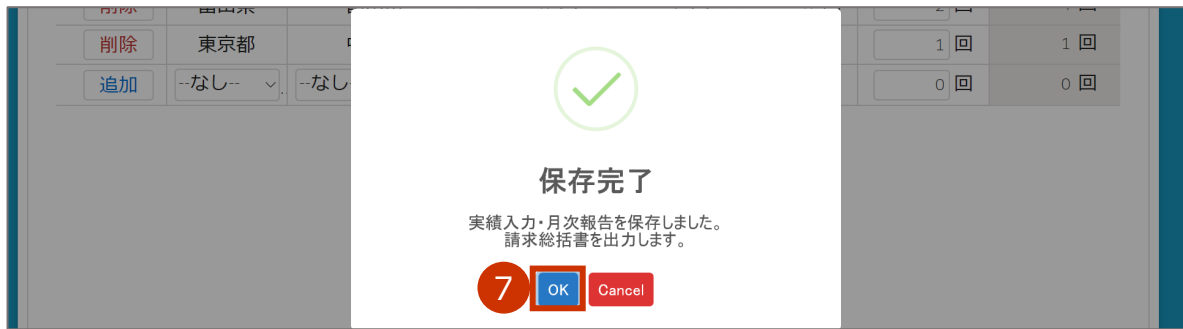 削除 東京都 1 回 1 回
追加 --なし-- --なし 0 回 0 回
保存完了
実績入力・月次報告を保存しました。
請求総括書を出力します。
7 OK Cancel